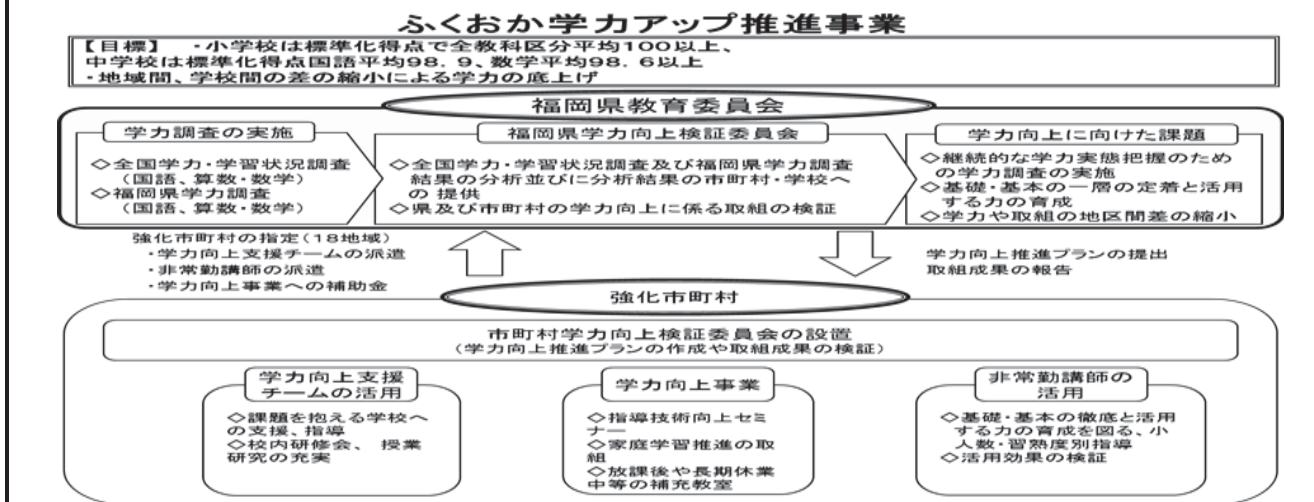 ふくおか学力アップ推進事業
【目標】　・小学校は標準化得点で全教科区分平均100以上、
中学校は標準化得点国語平均98．9、数学平均98．6以上
・地域間、学校間の差の縮小による学力の底上げ
福岡県教育委員会
学力調査の実施
◇全国学力・学習状況調査
（国語、算数・数学）
◇福岡県学力調査
（国語、算数・数学）
福岡県学力向上検証委員会
◇全国学力・学習状況調査及び福岡県学力調査
結果の分析並びに分析結果の市町村・学校へ
の 提供
◇県及び市町村の学力向上に係る取組の検証
学力向上に向けた課題
◇継続的な学力実態把握のため
の学力調査の実施
◇基礎・基本の一層の定着と活用
する力の育成
◇学力や取組の地区間差の縮小
強化市町村の指定（18地域）
・学力向上支援チームの派遣
・非常勤講師の派遣
・学力向上事業への補助金
学力向上推進プランの提出
取組成果の報告
強化市町村
市町村学力向上検証委員会の設置
（学力向上推進プランの作成や取組成果の検証）
学力向上支援
チームの活用
◇課題を抱える学校へ
の支援、指導
◇校内研修会、 授業
研究の充実
学力向上事業
◇指導技術向上セミ
ナー
◇家庭学習推進の取
組
◇放課後や長期休業
中等の補充教室
非常勤講師の
活用
◇基礎・基本の徹底と活用
する力の育成を図る、小
人数・習熟度別指導
◇活用効果の検証